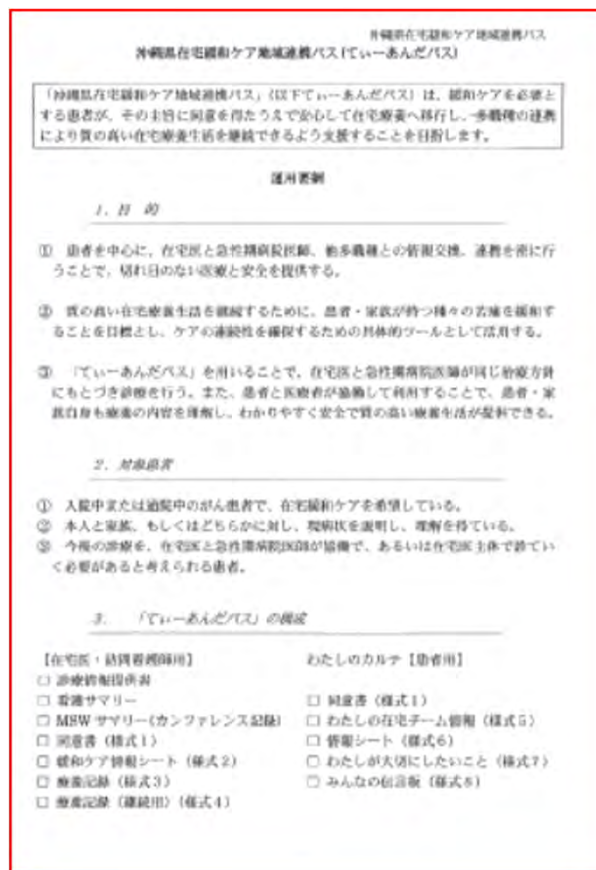 沖縄県在宅緩和ケア地域連携パス
沖縄県在宅緩和ケア地域連携パス(てぃーあんだパス)
「沖縄県在宅緩和ケア地域連携パス」(以下てぃーあんだパス)は、緩和ケアを必要と
する患者が、その主旨に同意を得たうえで安心して在宅療養へ移行し、多職種の連携
により質の高い在宅療養生活を継続できるよう支援することを目指します。
運用要綱
1. 目 的
① 患者を中心に、在宅医と急性期病院医師、他多職種との情報交換、連携を密に行
うことで、切れ目のない医療と安全を提供する。
② 質の高い在宅療養生活を継続するために、患者・家族が持つ種々の苦痛を緩和す
ることを目標とし、ケアの連続性を確保するための具体的ツールとして活用する。
③ 「てぃーあんだパス」を用いることで、在宅医と急性期病院医師が同じ治療方針
にもとづき診療を行う。また、患者と医療者が協働して利用することで、患者・家
族自身も療養の内容を理解し、わかりやすく安全で質の高い療養生活が提供できる。
2. 対象患者
① 入院中または通院中のがん患者で、在宅緩和ケアを希望している。
② 本人と家族、もしくはどちらかに対し、現病状を説明し、理解を得ている。
③ 今後の診療を、在宅医と急性期病院医師が協働で、あるいは在宅医主体で診てい
く必要があると考えられる患者。
3. 「てぃーあんだパス」の構成
【在宅医・訪問看護師用】
□ 診療情報提供書
□ 看護サマリー
□ MSW サマリー(カンファレンス記録)
□ 同意書(様式1)
□ 緩和ケア情報シート(様式2)
□ 療養記録(様式3)
□ 療養記録(継続用)(様式4)
わたしのカルテ【患者用】
□ 同意書(様式1)
□ わたしの在宅チーム情報(様式5)
□ 情報シート(様式6)
□ わたしが大切にしたいこと(様式7)
□ みんなの伝言板(様式8)